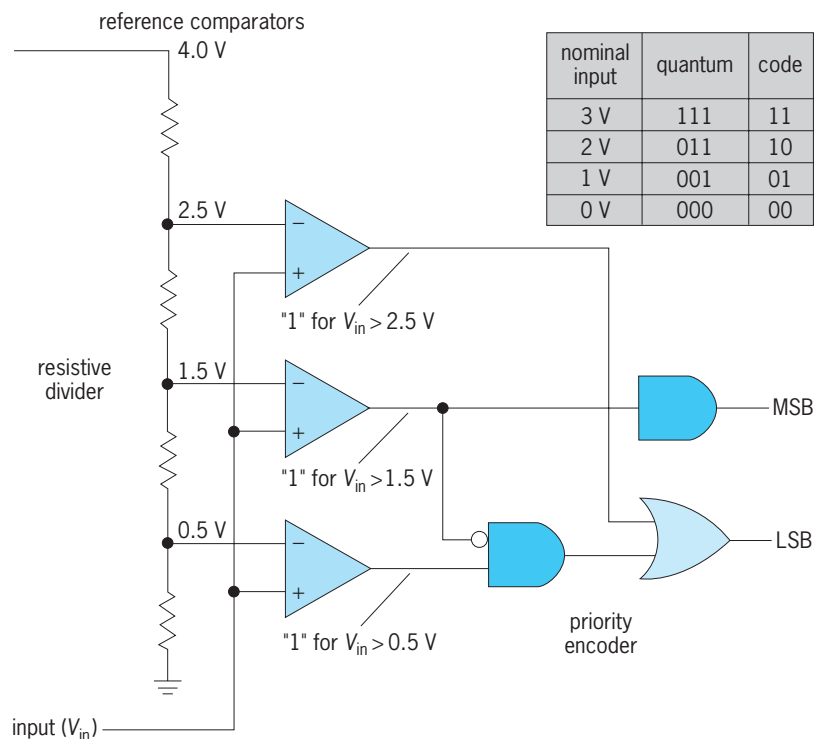 reference comparators
4.0 V
nominal input quantum code
3 V 111 11
2 V 011 10
1 V 001 01
0 V 000 00
2.5 V
−
+
"1" for Vin > 2.5 V
resistive
divider
1.5 V
−
+
"1" for Vin > 1.5 V
MSB
0.5 V
−
+
"1" for Vin > 0.5 V
LSB
priority
encoder
input (Vin)